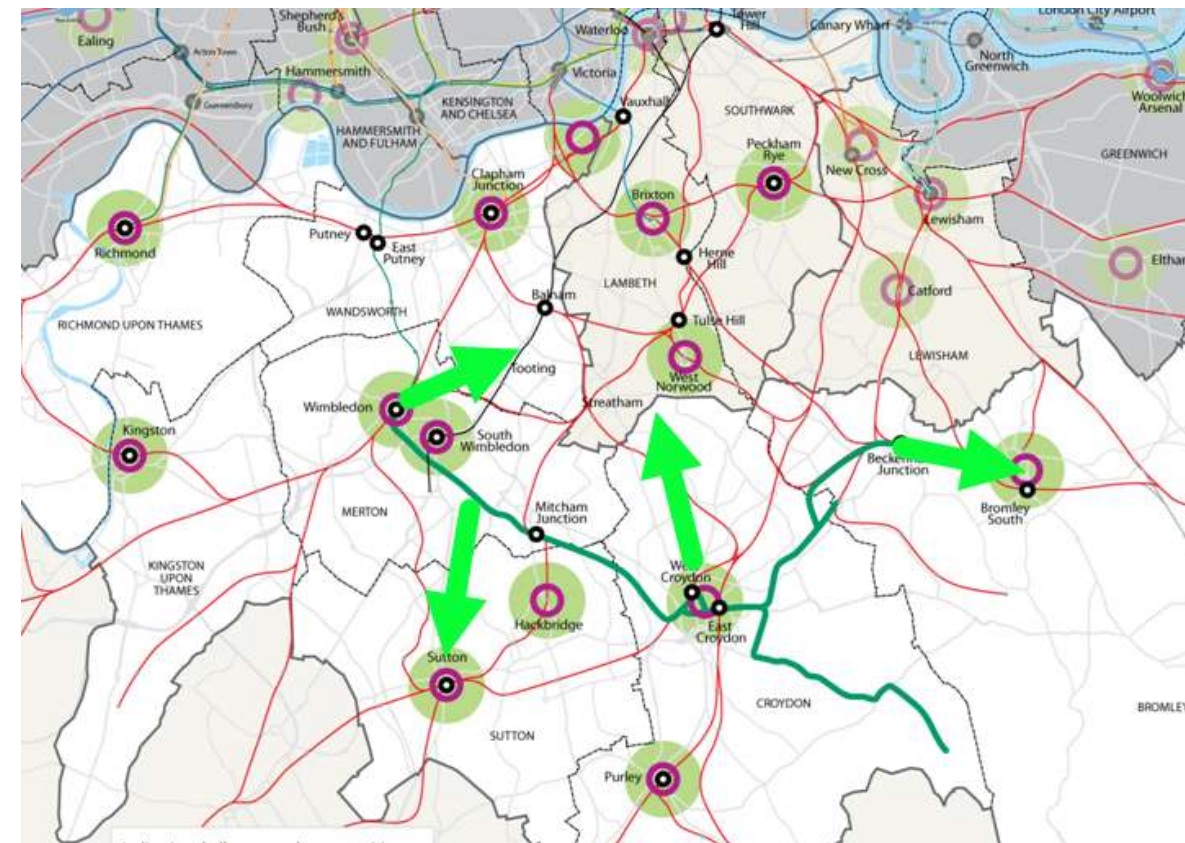 Ealing
Acton Town
Gunnersbury
Shepherd's
Bush
Hammersmith
HAMMERSMITH
AND FULHAM
KENSINGTON
AND CHELSEA
Waterloo
Victoria
Vauxhall
Tower
Hill
Canary Wharf
London City Airport
North
Greenwich
Woolwich
Arsenal
GREENWICH
SOUTHWARK
Peckham
Rye
New Cross
Lewisham
Eltha
Catford
LEWISHAM
Clapham
Junction
Brixton
Herne
Hill
LAMBETH
Tulse Hill
West
Norwood
Streatham
Richmond
Putney
East
Putney
Balham
WANDSWORTH
RICHMOND UPON THAMES
Tooting
Wimbledon
South
Wimbledon
Kingston
MERTON
Mitcham
Junction
KINGSTON
UPON
THAMES
Hackbridge
Sutton
SUTTON
West
Croydon
East
Croydon
CROYDON
Purley
Beckenham
Junction
Bromley
South
BROMLEY